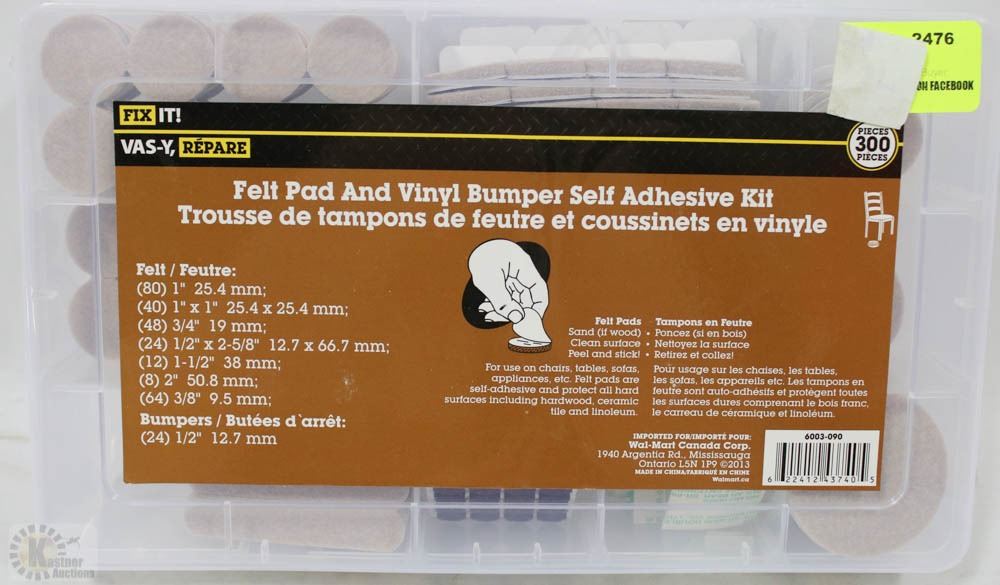 2476
Buyer
ON FACEBOOK
FIX IT!
VAS-Y, RÉPARE
PIECES
300
PIECES
Felt Pad And Vinyl Bumper Self Adhesive Kit
Trousse de tampons de feutre et coussinets en vinyle
Felt / Feutre:
(80) 1" 25.4 mm;
(40) 1" x 1" 25.4 x 25.4 mm;
(48) 3/4" 19 mm;
(24) 1/2" x 2-5/8" 12.7 x 66.7 mm;
(12) 1-1/2" 38 mm;
(8) 2" 50.8 mm;
(64) 3/8" 9.5 mm;
Bumpers / Butées d`arrêt:
(24) 1/2" 12.7 mm
Felt Pads
Sand (if wood) •
Clean surface •
Peel and stick! •
For use on chairs, tables, sofas,
appliances, etc. Felt pads are
self-adhesive and protect all hard
surfaces including hardwood, ceramic
tile and linoleum.
Tampons en Feutre
Poncez (si en bois)
Nettoyez la surface
Retirez et collez!
Pour usage sur les chaises, les tables,
les sofas, les appareils etc. Les tampons en
feutre sont auto-adhésifs et protègent toutes
les surfaces dures comprenant le bois franc,
le carreau de céramique et linoléum.
IMPORTED FOR/IMPORTÉ POUR:
Wal-Mart Canada Corp.
1940 Argentia Rd., Mississauga
Ontario L5N 1P9 ©2013
MADE IN CHINA/FABRIQUÉ EN CHINE
Walmart.ca
6003-090
6 22412 43740 5
Kastner
Auctions